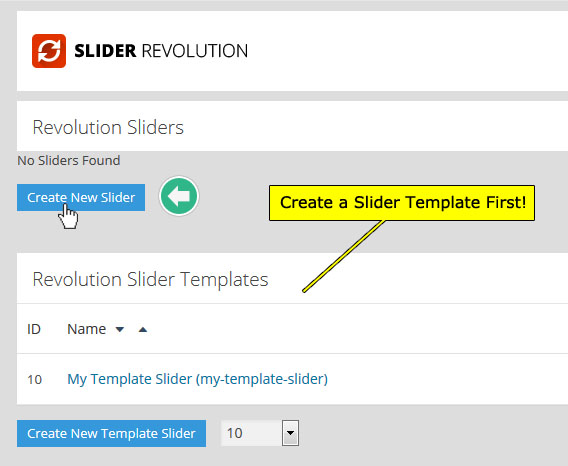 SLIDER REVOLUTION
Revolution Sliders
No Sliders Found
Create New Slider
Create a Slider Template First!
Revolution Slider Templates
ID Name
10 My Template Slider (my-template-slider)
Create New Template Slider 10